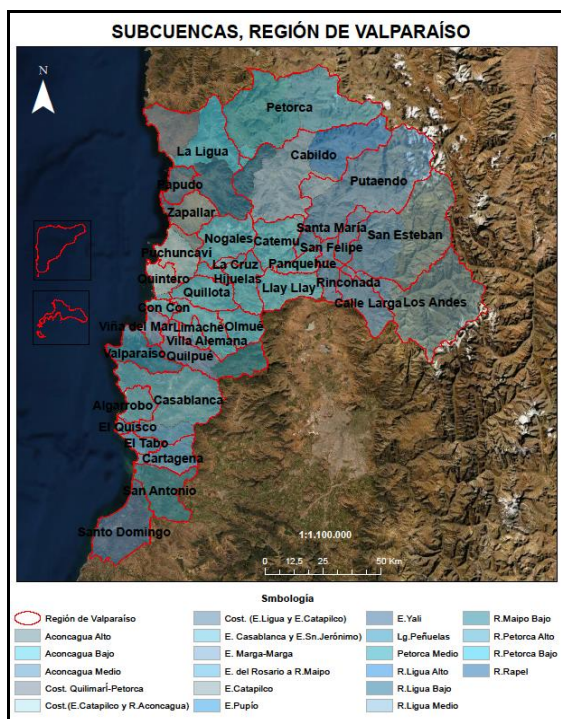 SUBCUENCAS, REGIÓN DE VALPARAÍSO
N
Petorca
La Ligua
Cabildo
Papudo
Putaendo
Zapallar
Santa María
San Esteban
Nogales
Catemu
San Felipe
Puchuncaví
La Cruz
Panquehue
Quintero
Hijuelas
Rinconada
Quillota
Llay Llay
Calle Larga
Los Andes
Con Con
Viña del Mar
Limache
Olmué
Villa Alemana
Valparaíso
Quilpué
Casablanca
Algarrobo
El Quisco
El Tabo
Cartagena
San Antonio
Santo Domingo
1:1.100.000
0 12,5 25 50 Km
Smbología
Región de Valparaíso
Aconcagua Alto
Aconcagua Bajo
Aconcagua Medio
Cost. Quilimarí-Petorca
Cost.(E.Catapilco y R.Aconcagua)
Cost. (E.Ligua y E.Catapilco)
E. Casablanca y E.Sn.Jerónimo)
E. Marga-Marga
E. del Rosario a R.Maipo
E.Catapilco
E.Pupío
E.Yali
Lg.Peñuelas
Petorca Medio
R.Ligua Alto
R.Ligua Bajo
R.Ligua Medio
R.Maipo Bajo
R.Petorca Alto
R.Petorca Bajo
R.Rapel